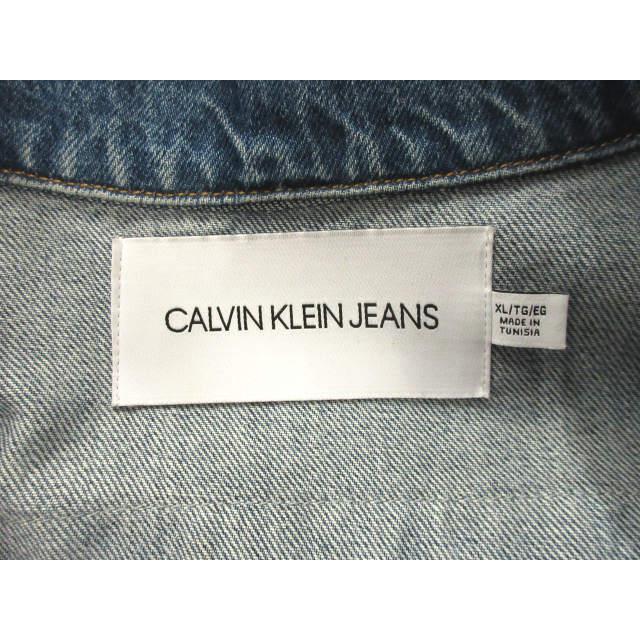 CALVIN KLEIN JEANS
XL/TG/EG
MADE IN
TUNISIA